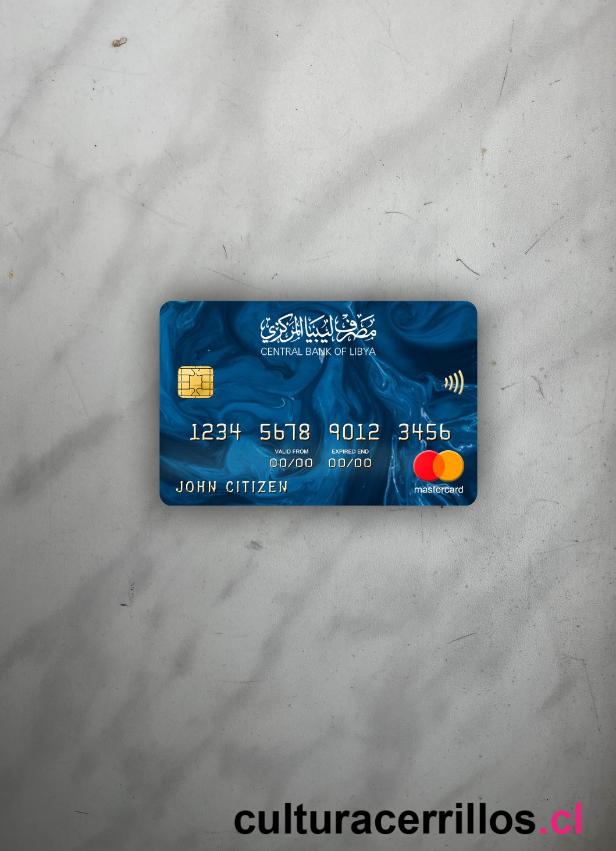 مصرف ليبيا المركزي
CENTRAL BANK OF LIBYA
1234 5678 9012 3456
VALID FROM EXPIRED END
00/00 00/00
JOHN CITIZEN
mastercard
culturacerrillos.cl